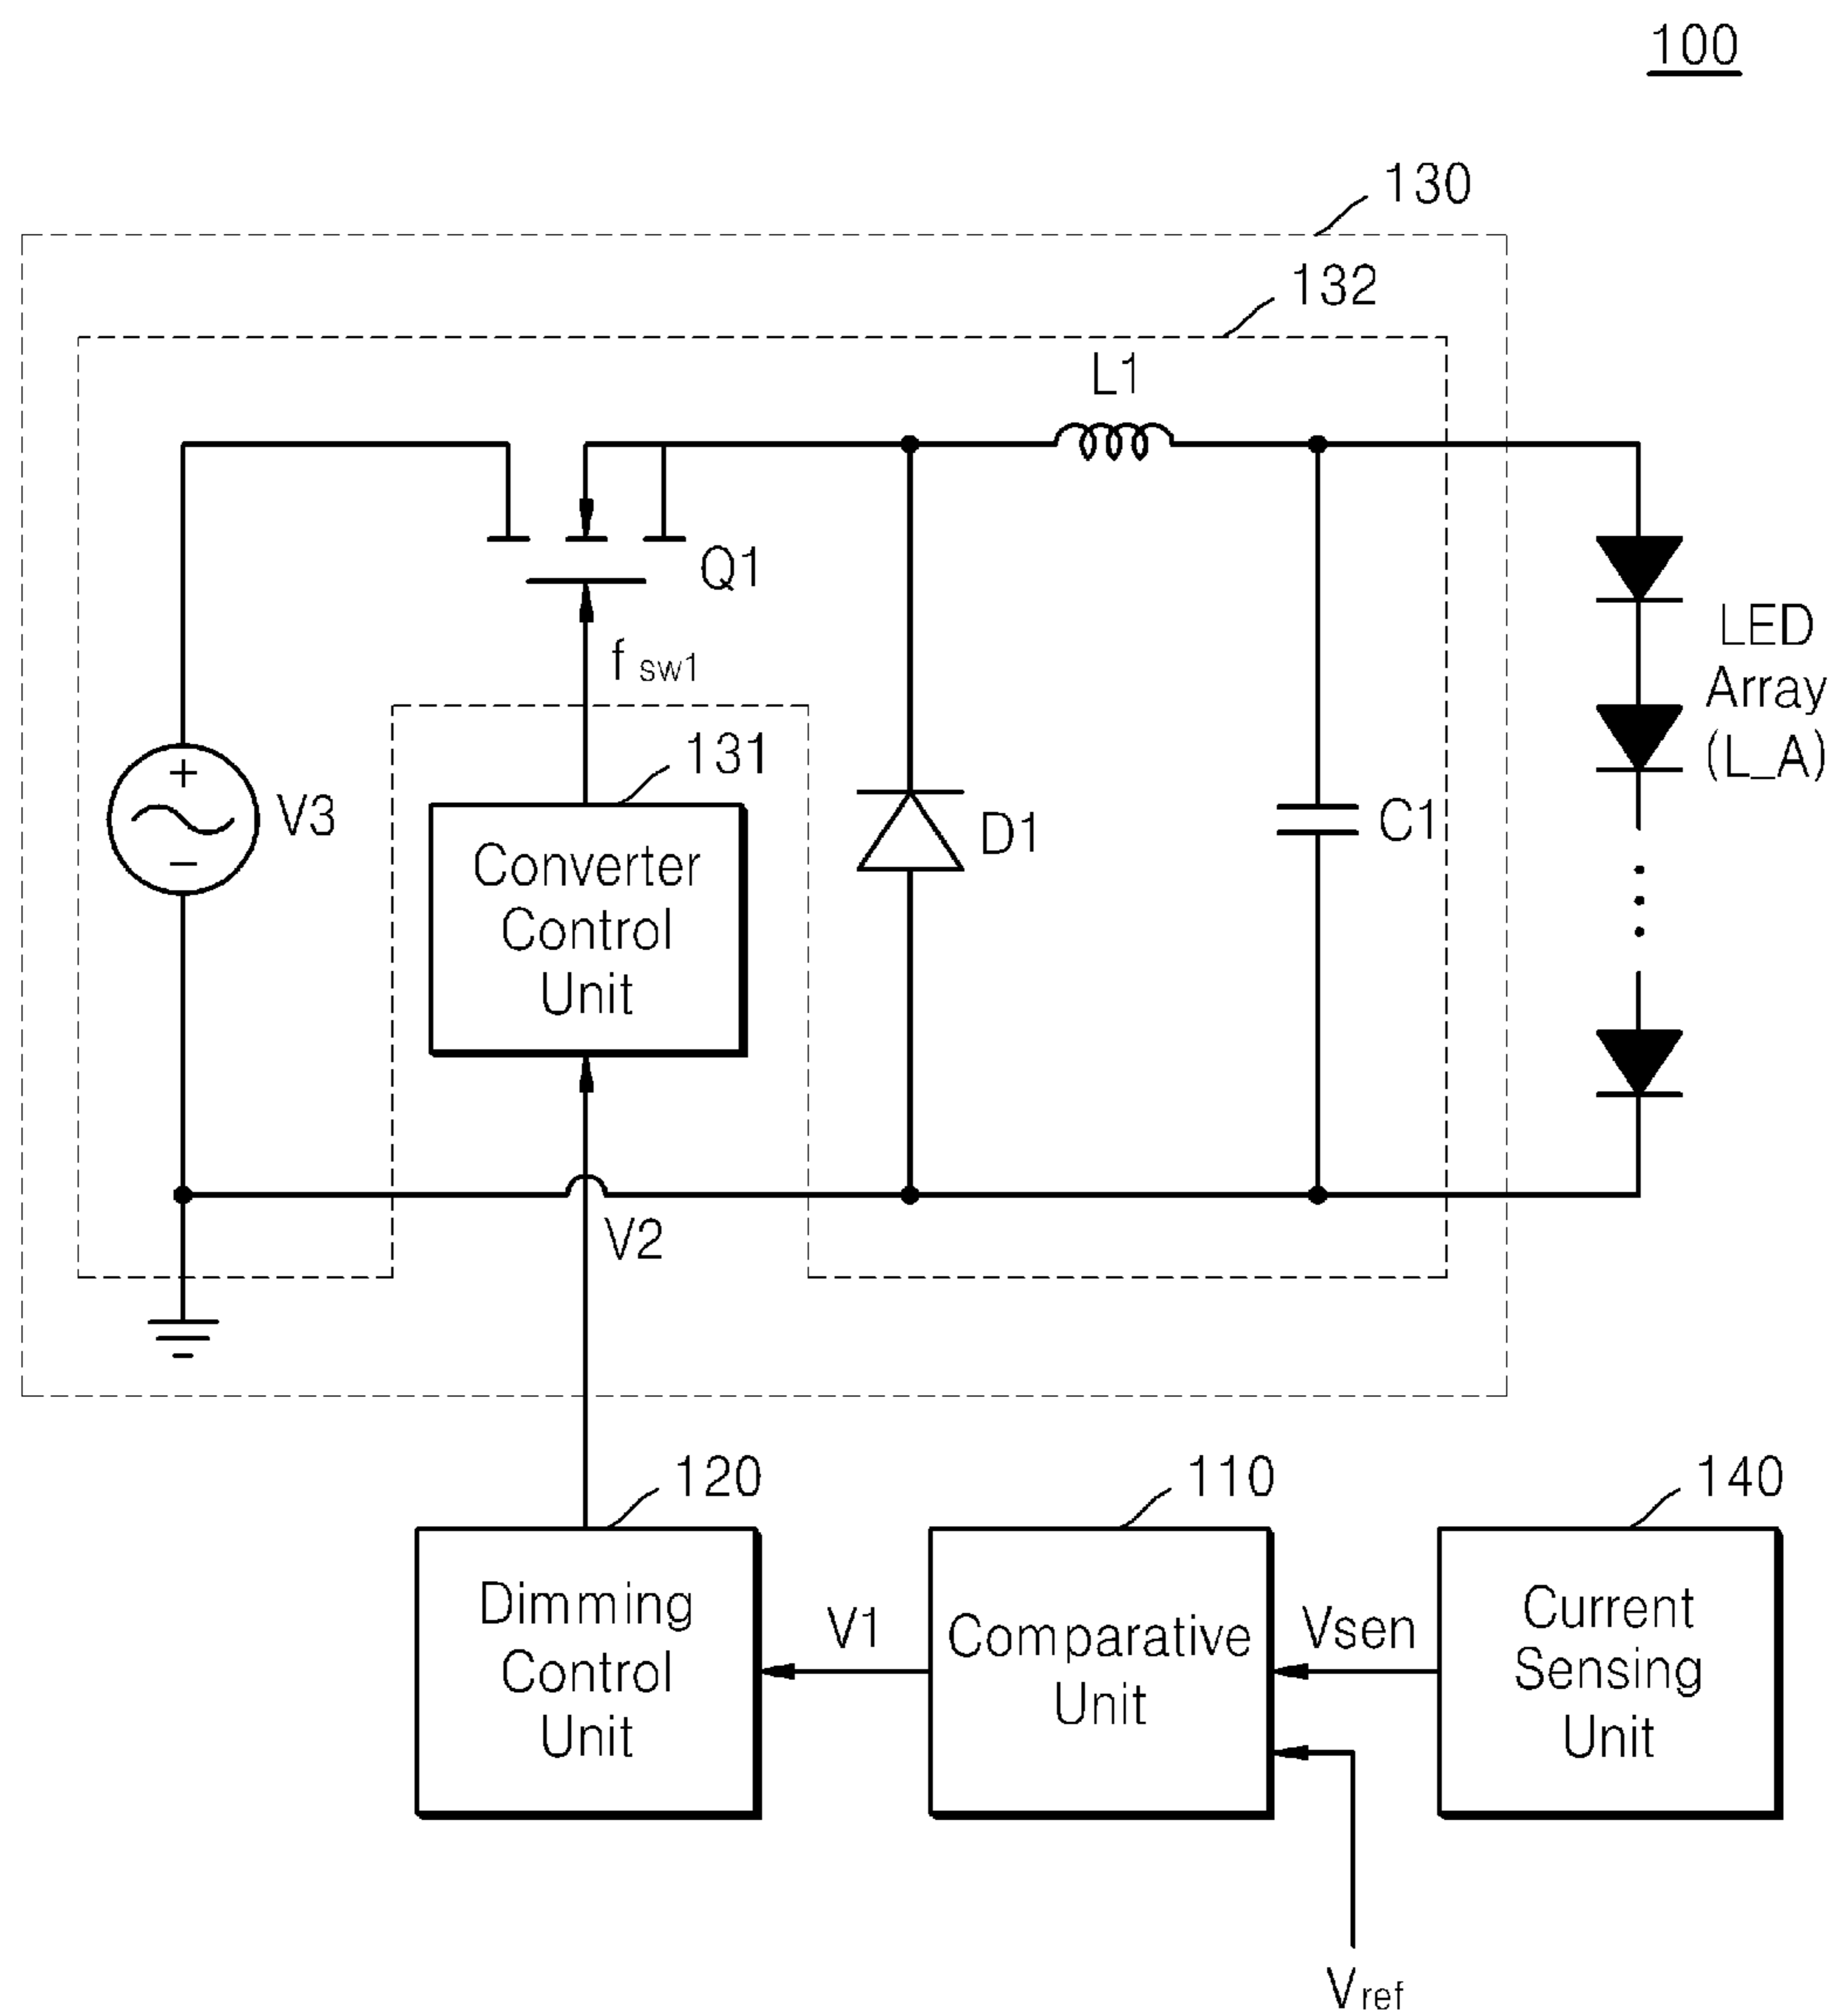 100
130
132
L1
Q1
f sw1
LED
Array
(L_A)
131
V3
+
−
Converter
Control
Unit
D1
C1
V2
120
110
140
Dimming
Control
Unit
V1
Comparative
Unit
Vsen
Current
Sensing
Unit
Vref